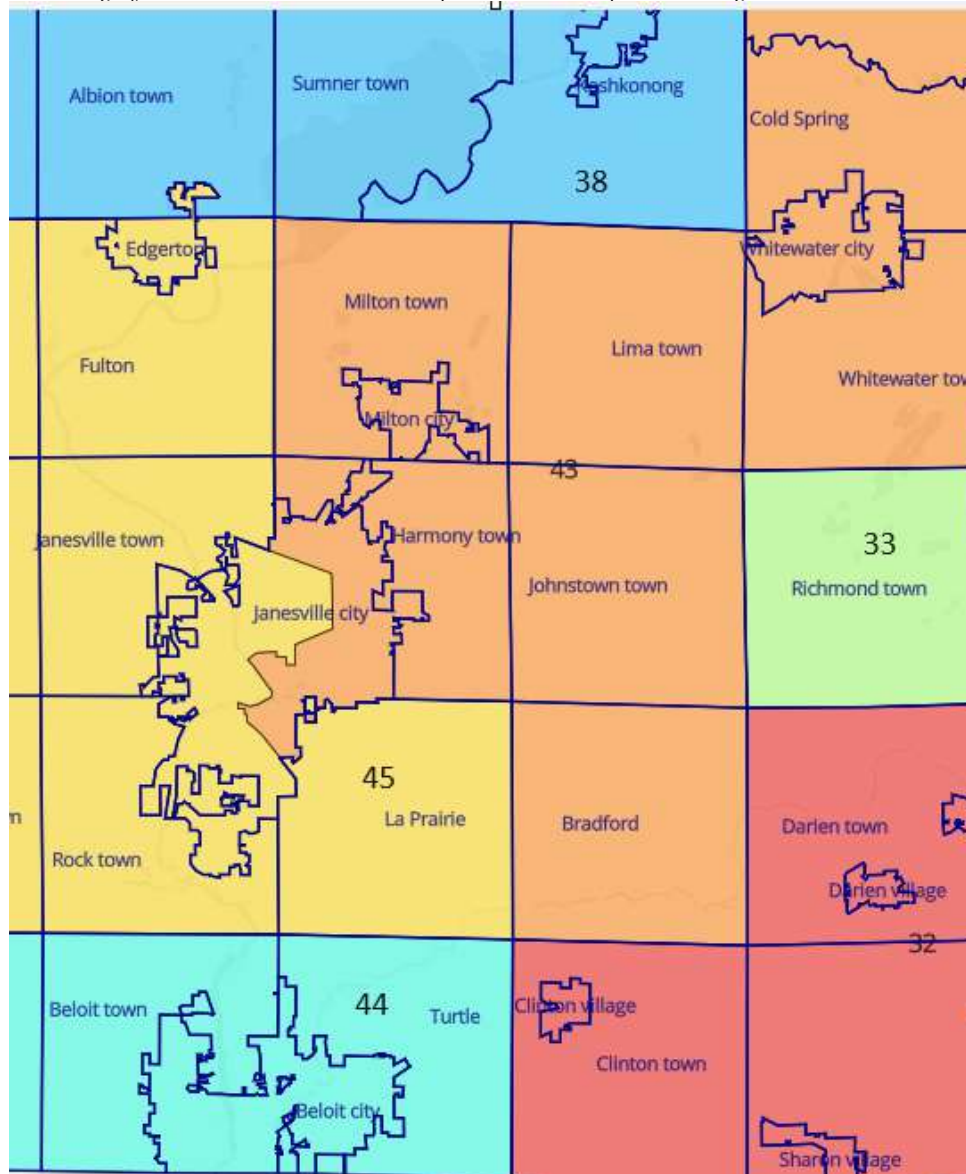 Albion town
Sumner town
Koshkonong
Cold Spring
38
Edgerton
Whitewater city
Milton town
Lima town
Fulton
Whitewater tow
Milton city
43
Janesville town
Harmony town
33
Johnstown town
Richmond town
Janesville city
45
La Prairie
Bradford
Darien town
m
Rock town
Darien village
32
Beloit town
44
Turtle
Clinton village
Clinton town
Beloit city
Sharon village